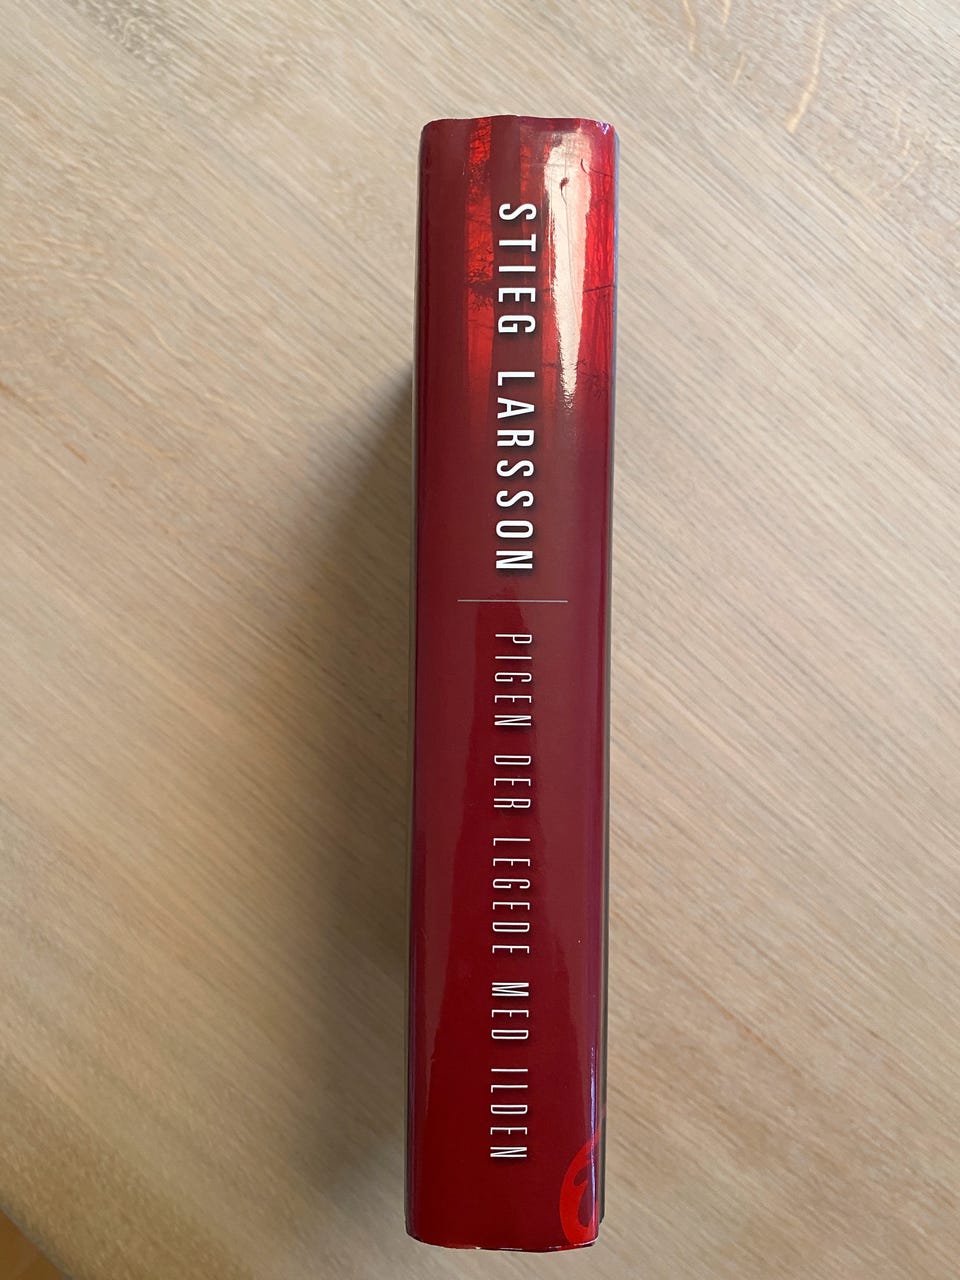 STIEG LARSSON
PIGEN DER LEGEDE MED ILDEN